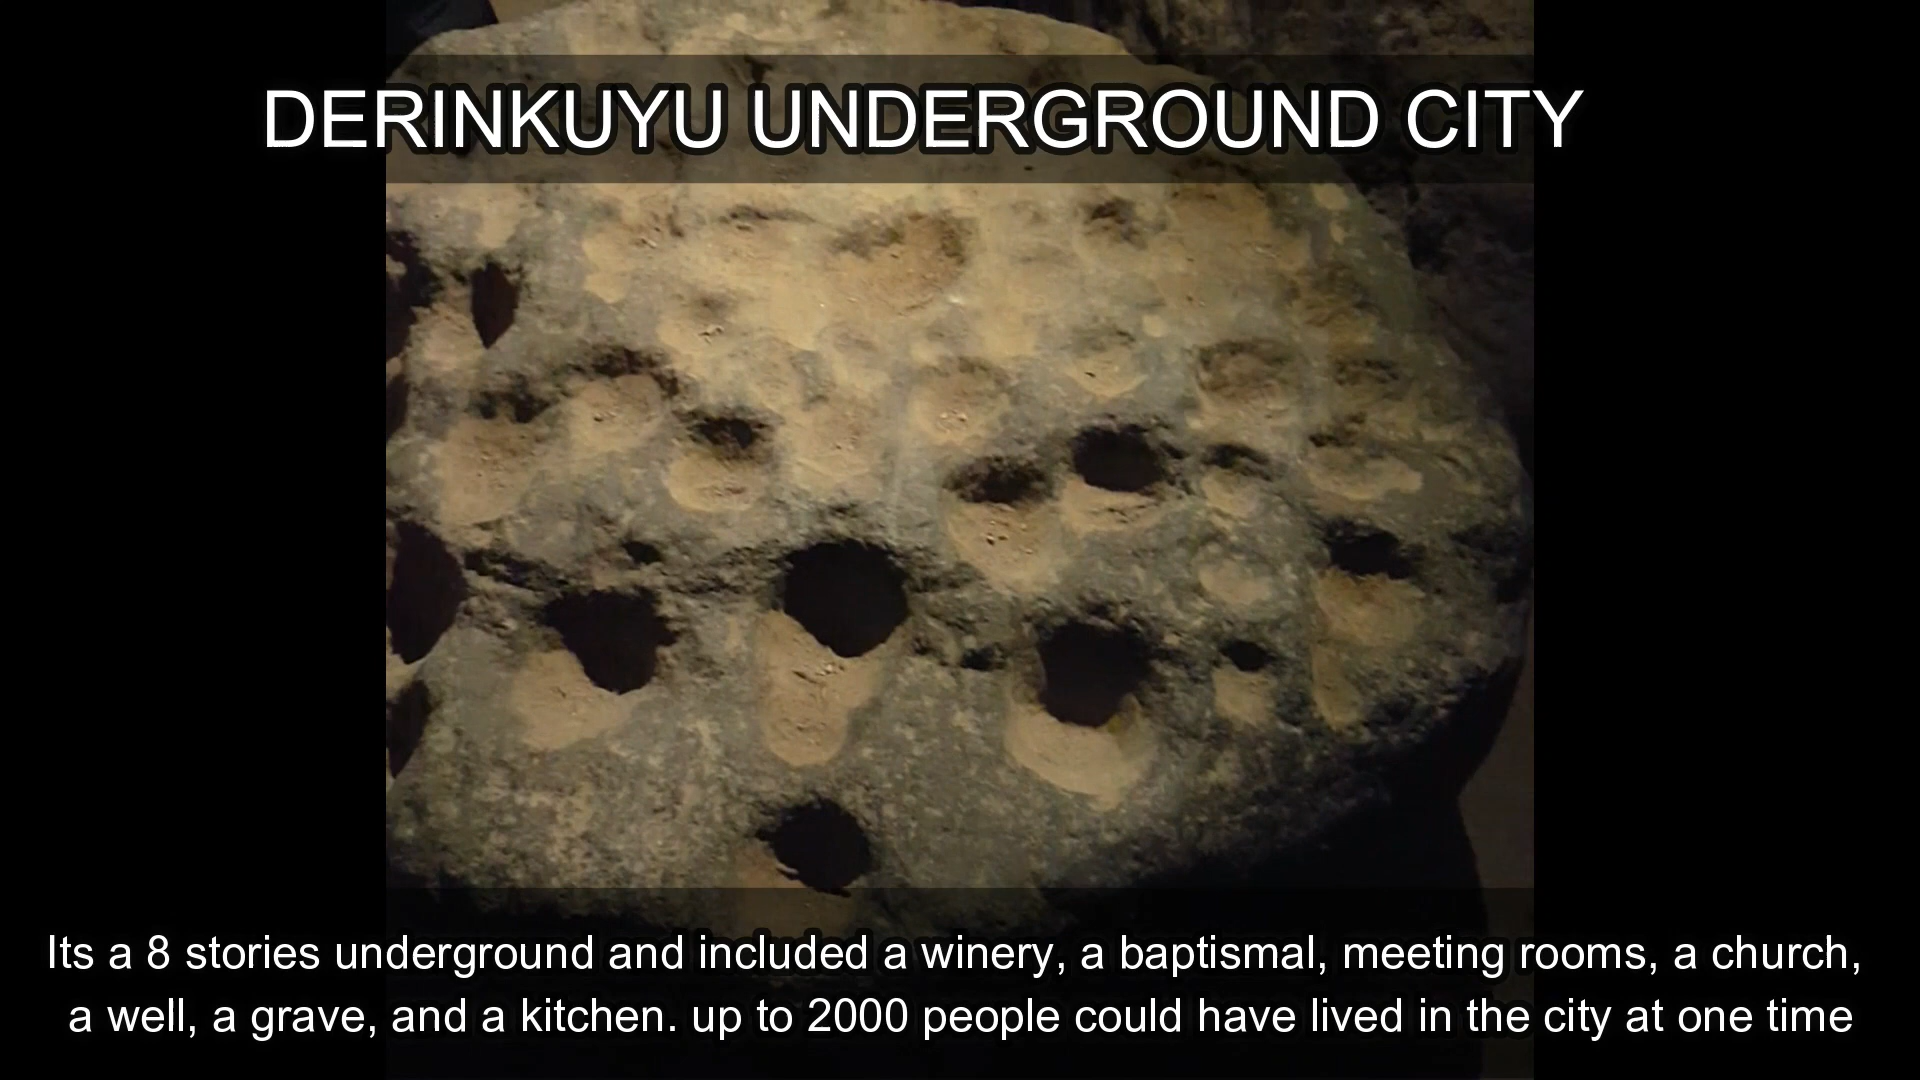 DERINKUYU UNDERGROUND CITY
Its a 8 stories underground and included a winery, a baptismal, meeting rooms, a church,
a well, a grave, and a kitchen. up to 2000 people could have lived in the city at one time